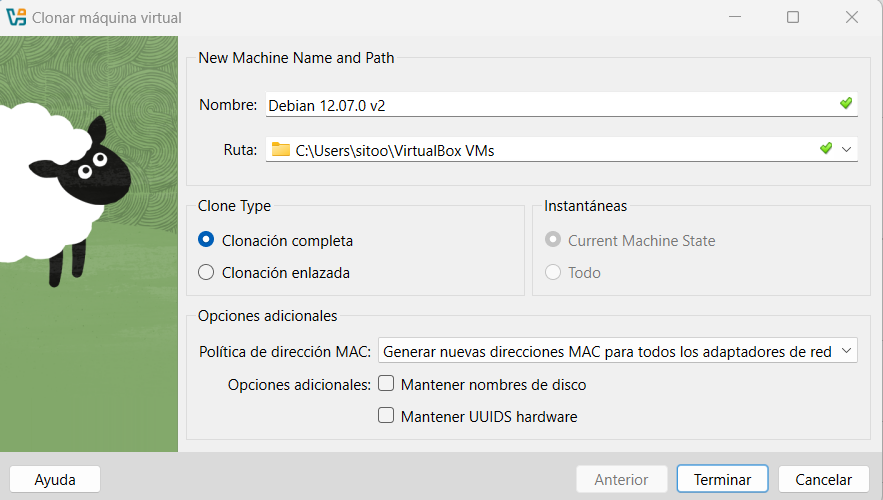 Clonar máquina virtual
New Machine Name and Path
Nombre: Debian 12.07.0 v2
Ruta: C:\Users\sitoo\VirtualBox VMs
Clone Type
Clonación completa
Clonación enlazada
Instantáneas
Current Machine State
Todo
Opciones adicionales
Política de dirección MAC: Generar nuevas direcciones MAC para todos los adaptadores de red
Opciones adicionales: Mantener nombres de disco
Mantener UUIDS hardware
Ayuda Anterior Terminar Cancelar